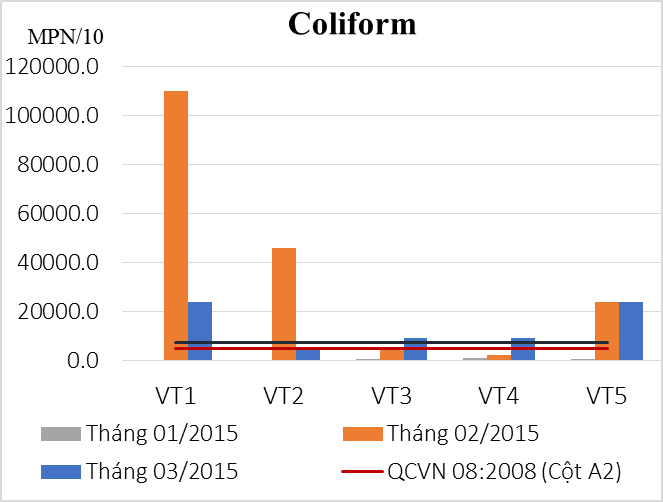 Coliform
MPN/10
120000.0
100000.0
80000.0
60000.0
40000.0
20000.0
0.0
VT1 VT2 VT3 VT4 VT5
Tháng 01/2015 Tháng 02/2015
Tháng 03/2015 QCVN 08:2008 (Cột A2)